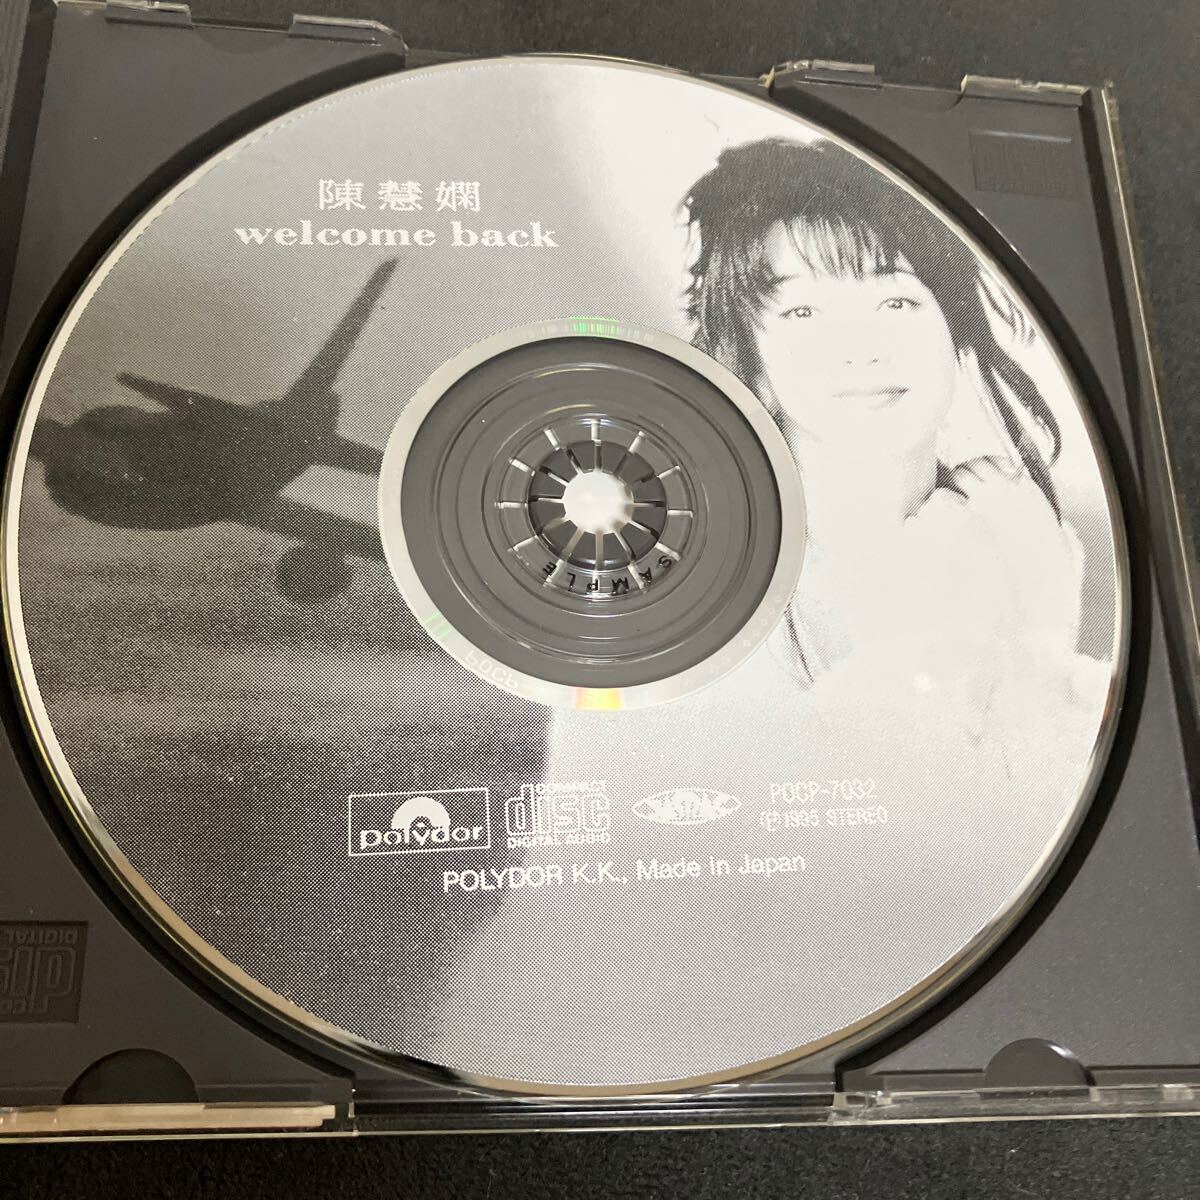 陳慧嫻
welcome back
SAMPLE
POCP-
polydor
COMPACT
disc
DIGITAL AUDIO
POCP-7032
℗1995 STEREO
POLYDOR K.K., Made in Japan